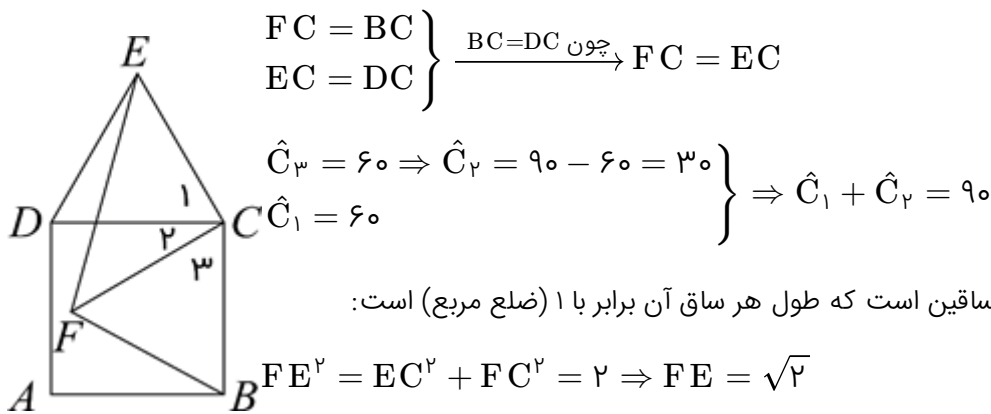 E
D
C
F
A
B
۱
۲
۳
FC = BC
EC = DC
} چون BC=DC → FC = EC
Ĉ۳ = ۶۰ ⇒ Ĉ۲ = ۹۰ − ۶۰ = ۳۰
Ĉ۱ = ۶۰
} ⇒ Ĉ۱ + Ĉ۲ = ۹۰
ساقین است که طول هر ساق آن برابر با ۱ (ضلع مربع) است:
FE۲ = EC۲ + FC۲ = ۲ ⇒ FE = √۲